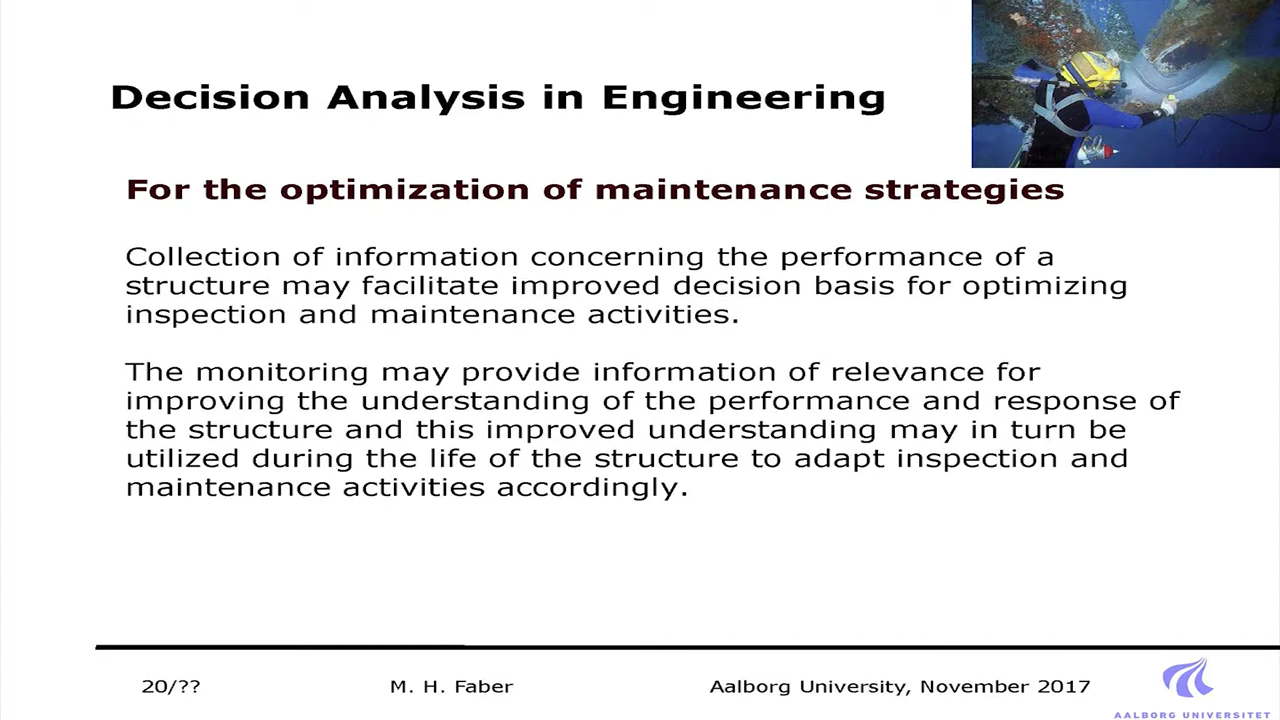 Decision Analysis in Engineering
For the optimization of maintenance strategies
Collection of information concerning the performance of a
structure may facilitate improved decision basis for optimizing
inspection and maintenance activities.
The monitoring may provide information of relevance for
improving the understanding of the performance and response of
the structure and this improved understanding may in turn be
utilized during the life of the structure to adapt inspection and
maintenance activities accordingly.
20/??
M. H. Faber
Aalborg University, November 2017
AALBORG UNIVERSITET